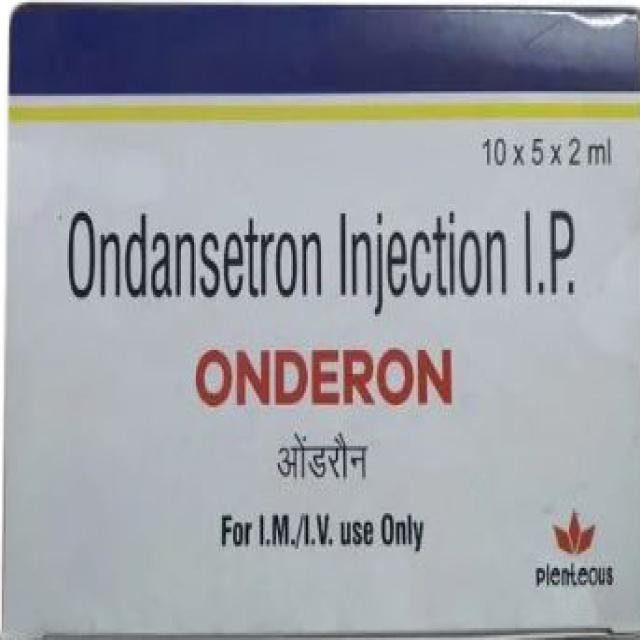 10 x 5 x 2 ml
Ondansetron Injection I.P.
ONDERON
ओंडरौन
For I.M./I.V. use Only
plenteous